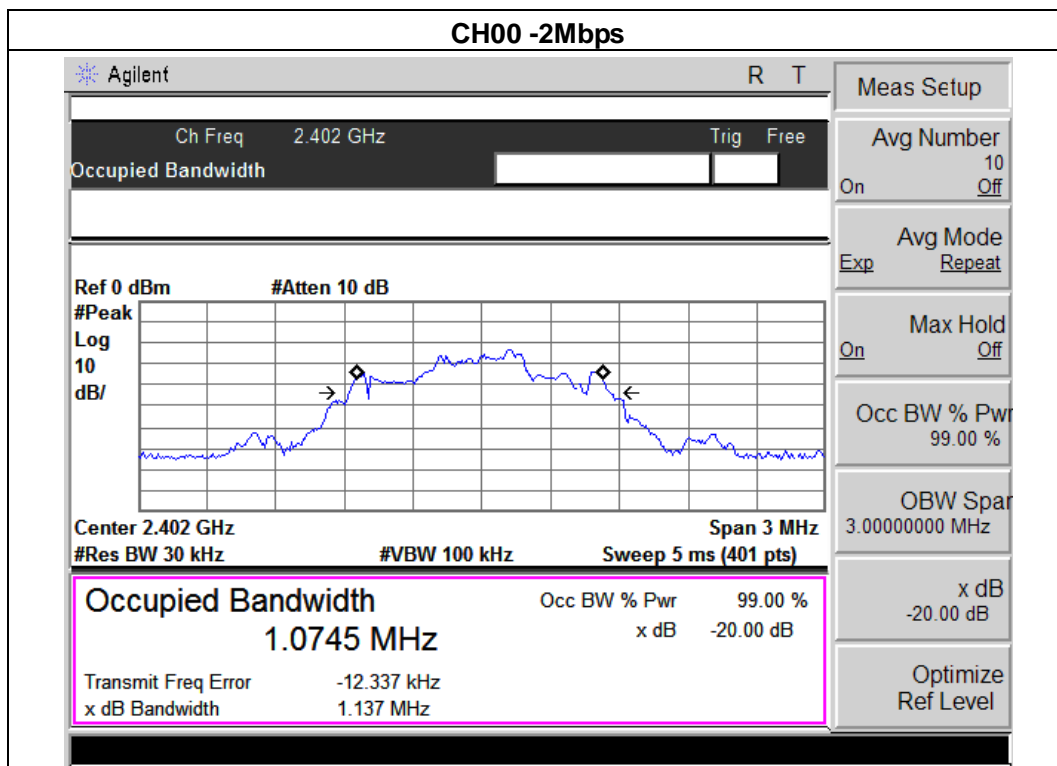 CH00 -2Mbps
Agilent R T
Ch Freq 2.402 GHz Trig Free
Occupied Bandwidth
Ref 0 dBm #Atten 10 dB
#Peak
Log
10
dB/
Center 2.402 GHz Span 3 MHz
#Res BW 30 kHz #VBW 100 kHz Sweep 5 ms (401 pts)
Occupied Bandwidth
1.0745 MHz
Occ BW % Pwr 99.00 %
x dB -20.00 dB
Transmit Freq Error -12.337 kHz
x dB Bandwidth 1.137 MHz
Meas Setup
Avg Number
10
On Off
Avg Mode
Exp Repeat
Max Hold
On Off
Occ BW % Pwr
99.00 %
OBW Span
3.00000000 MHz
x dB
-20.00 dB
Optimize
Ref Level